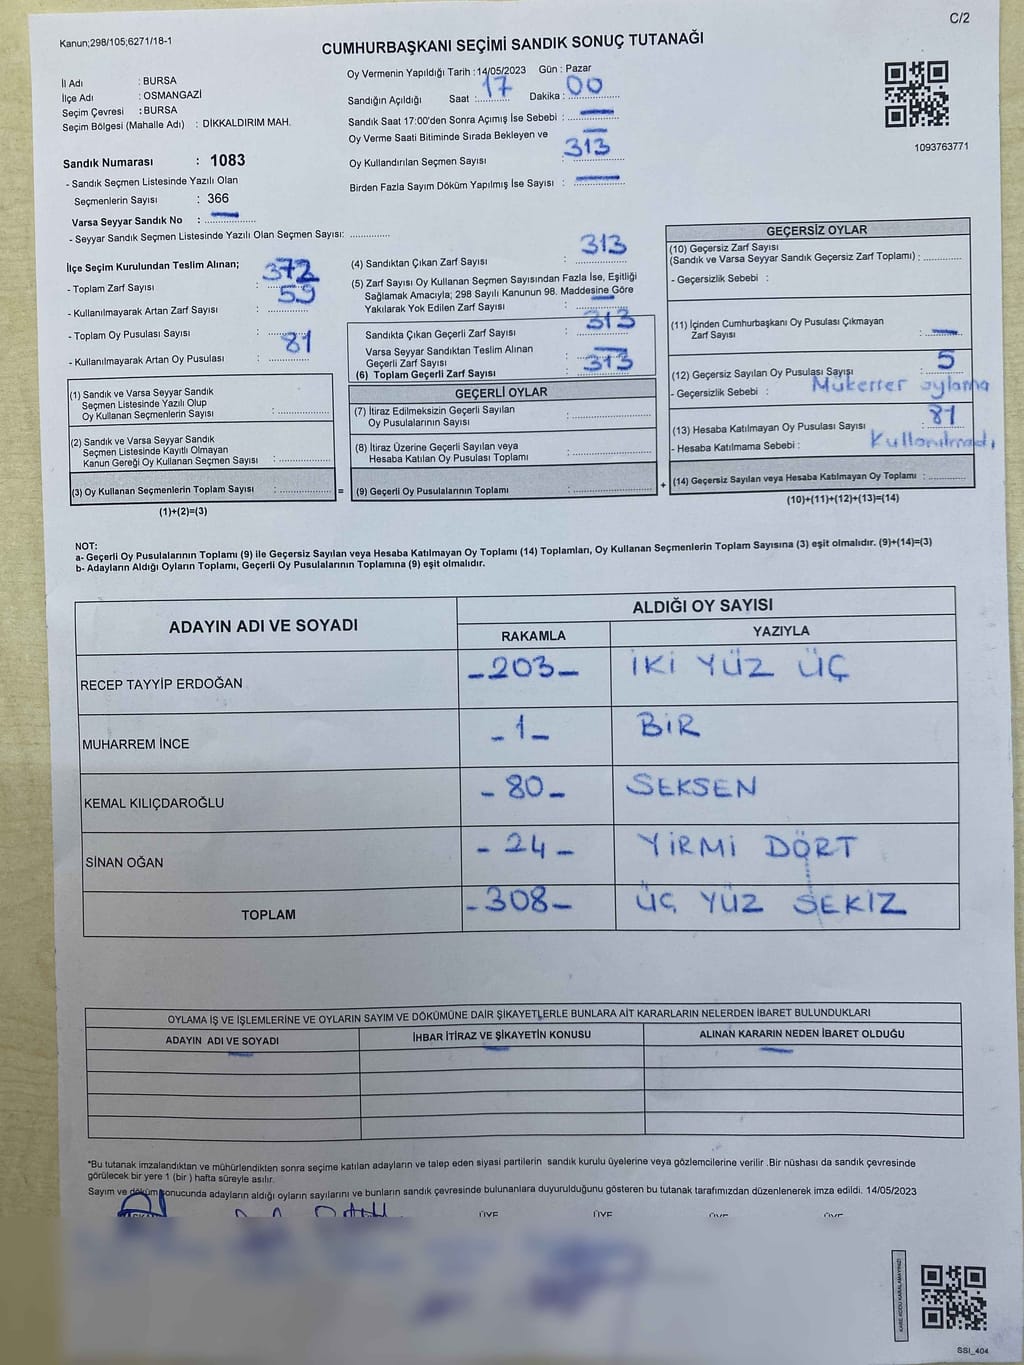 C/2
Kanun;298/105;6271/18-1
CUMHURBAŞKANI SEÇİMİ SANDIK SONUÇ TUTANAĞI
İl Adı : BURSA
İlçe Adı : OSMANGAZİ
Seçim Çevresi : BURSA
Seçim Bölgesi (Mahalle Adı) : DİKKALDIRIM MAH.
Oy Vermenin Yapıldığı Tarih :14/05/2023 Gün : Pazar
Sandığın Açıldığı Saat : 17 Dakika : 00
Sandık Saat 17:00'den Sonra Açımış İse Sebebi : —
Oy Verme Saati Bitiminde Sırada Bekleyen ve —
Oy Kullandırılan Seçmen Sayısı : 313
Birden Fazla Sayım Döküm Yapılmış İse Sayısı : —
1093763771
Sandık Numarası : 1083
- Sandık Seçmen Listesinde Yazılı Olan
Seçmenlerin Sayısı : 366
Varsa Seyyar Sandık No : —
- Seyyar Sandık Seçmen Listesinde Yazılı Olan Seçmen Sayısı: ..............
İlçe Seçim Kurulundan Teslim Alınan;
- Toplam Zarf Sayısı : 372
- Kullanılmayarak Artan Zarf Sayısı : 59
- Toplam Oy Pusulası Sayısı :
- Kullanılmayarak Artan Oy Pusulası : 81
(1) Sandık ve Varsa Seyyar Sandık
Seçmen Listesinde Yazılı Olup
Oy Kullanan Seçmenlerin Sayısı :
(2) Sandık ve Varsa Seyyar Sandık
Seçmen Listesinde Kayıtlı Olmayan
Kanun Gereği Oy Kullanan Seçmen Sayısı :
(3) Oy Kullanan Seçmenlerin Toplam Sayısı : =
(1)+(2)=(3)
(4) Sandıktan Çıkan Zarf Sayısı : 313
(5) Zarf Sayısı Oy Kullanan Seçmen Sayısından Fazla İse, Eşitliği
Sağlamak Amacıyla; 298 Sayılı Kanunun 98. Maddesine Göre
Yakılarak Yok Edilen Zarf Sayısı : —
Sandıkta Çıkan Geçerli Zarf Sayısı : 313
Varsa Seyyar Sandıktan Teslim Alınan
Geçerli Zarf Sayısı : —
(6) Toplam Geçerli Zarf Sayısı : 313
GEÇERLİ OYLAR
(7) İtiraz Edilmeksizin Geçerli Sayılan
Oy Pusulalarının Sayısı :
(8) İtiraz Üzerine Geçerli Sayılan veya
Hesaba Katılan Oy Pusulası Toplamı :
(9) Geçerli Oy Pusulalarının Toplamı : +
GEÇERSİZ OYLAR
(10) Geçersiz Zarf Sayısı
(Sandık ve Varsa Seyyar Sandık Geçersiz Zarf Toplamı) :
- Geçersizlik Sebebi :
(11) İçinden Cumhurbaşkanı Oy Pusulası Çıkmayan
Zarf Sayısı : —
(12) Geçersiz Sayılan Oy Pusulası Sayısı : 5
- Geçersizlik Sebebi : Mükerrer oylama
(13) Hesaba Katılmayan Oy Pusulası Sayısı : 81
- Hesaba Katılmama Sebebi : Kullanılmadı
(14) Geçersiz Sayılan veya Hesaba Katılmayan Oy Toplamı :
(10)+(11)+(12)+(13)=(14)
NOT:
a- Geçerli Oy Pusulalarının Toplamı (9) ile Geçersiz Sayılan veya Hesaba Katılmayan Oy Toplamı (14) Toplamları, Oy Kullanan Seçmenlerin Toplam Sayısına (3) eşit olmalıdır. (9)+(14)=(3)
b- Adayların Aldığı Oyların Toplamı, Geçerli Oy Pusulalarının Toplamına (9) eşit olmalıdır.
ADAYIN ADI VE SOYADI
ALDIĞI OY SAYISI
RAKAMLA YAZIYLA
RECEP TAYYİP ERDOĞAN -203- İKİ YÜZ ÜÇ
MUHARREM İNCE -1- BİR
KEMAL KILIÇDAROĞLU -80- SEKSEN
SİNAN OĞAN -24- YİRMİ DÖRT
TOPLAM -308- ÜÇ YÜZ SEKİZ
OYLAMA İŞ VE İŞLEMLERİNE VE OYLARIN SAYIM VE DÖKÜMÜNE DAİR ŞİKAYETLERLE BUNLARA AİT KARARLARIN NELERDEN İBARET BULUNDUKLARI
ADAYIN ADI VE SOYADI İHBAR İTİRAZ VE ŞİKAYETİN KONUSU ALINAN KARARIN NEDEN İBARET OLDUĞU
— — —
*Bu tutanak imzalandıktan ve mühürlendikten sonra seçime katılan adayların ve talep eden siyasi partilerin sandık kurulu üyelerine veya gözlemcilerine verilir .Bir nüshası da sandık çevresinde
görülecek bir yere 1 (bir ) hafta süreyle asılır.
Sayım ve döküm sonucunda adayların aldığı oyların sayılarını ve bunların sandık çevresinde bulunanlara duyurulduğunu gösteren bu tutanak tarafımızdan düzenlenerek imza edildi. 14/05/2023
ÜYE ÜYE ÜYE ÜYE
KARE KODU KARALAMAYINIZ!
SSI_404